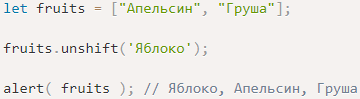 let fruits = ["Апельсин", "Груша"];
fruits.unshift('Яблоко');
alert( fruits ); // Яблоко, Апельсин, Груша